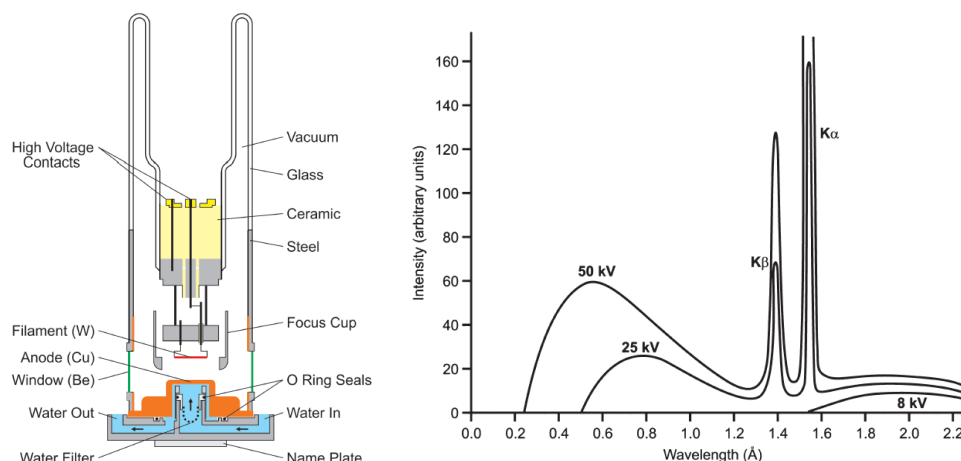 High Voltage
Contacts
Filament (W)
Anode (Cu)
Window (Be)
Water Out
Water Filter
Vacuum
Glass
Ceramic
Steel
Focus Cup
O Ring Seals
Water In
Name Plate
Intensity (arbitrary units)
160
140
120
100
80
60
40
20
0
50 kV
25 kV
8 kV
Kβ
Kα
0.0 0.2 0.4 0.6 0.8 1.0 1.2 1.4 1.6 1.8 2.0 2.2
Wavelength (Å)